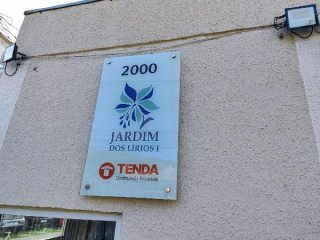 2000
JARDIM
DOS LÍRIOS I
TENDA